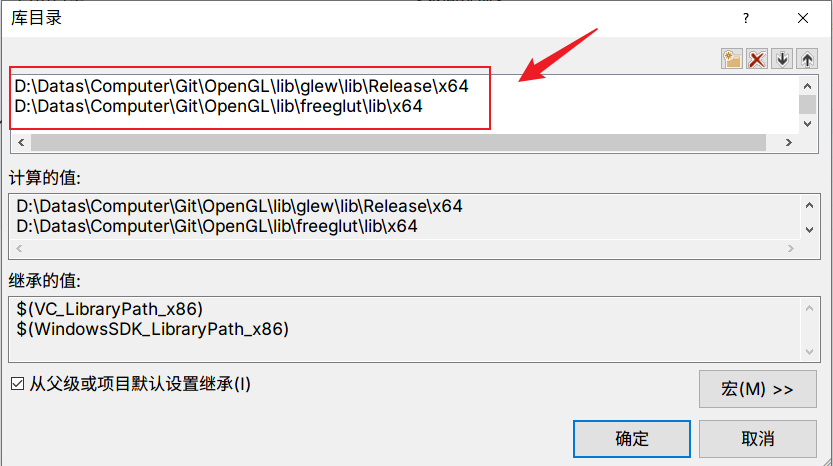 库目录
D:\Datas\Computer\Git\OpenGL\lib\glew\lib\Release\x64
D:\Datas\Computer\Git\OpenGL\lib\freeglut\lib\x64
计算的值:
D:\Datas\Computer\Git\OpenGL\lib\glew\lib\Release\x64
D:\Datas\Computer\Git\OpenGL\lib\freeglut\lib\x64
继承的值:
$(VC_LibraryPath_x86)
$(WindowsSDK_LibraryPath_x86)
从父级或项目默认设置继承(I)
宏(M) >>
确定
取消